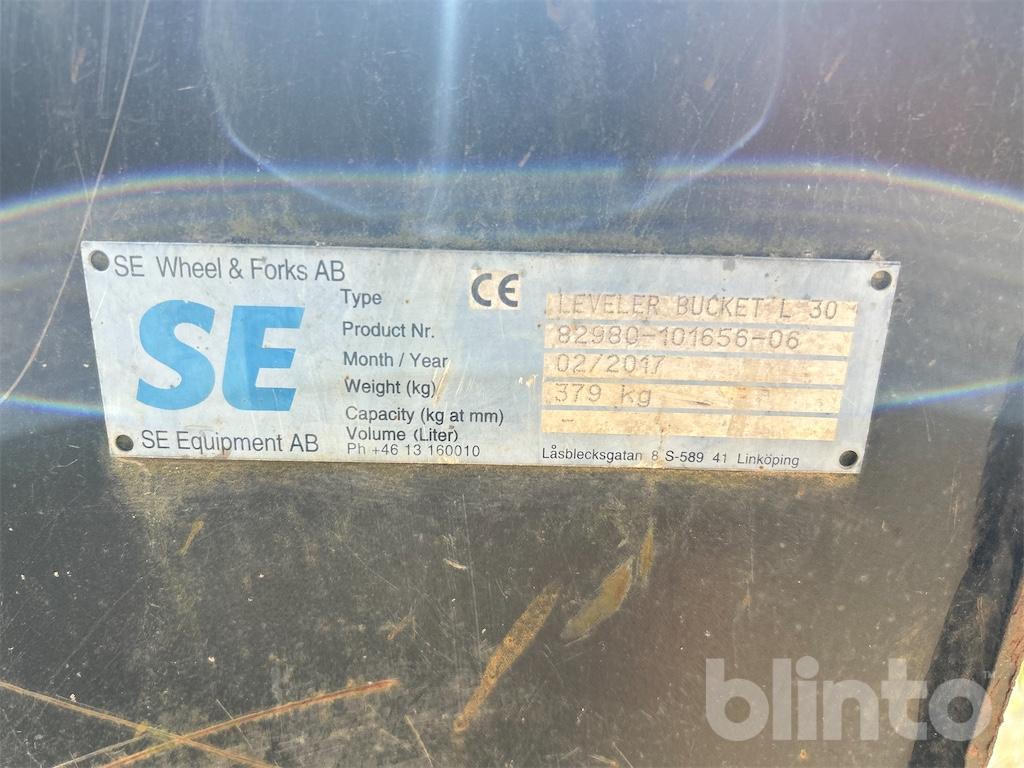 SE Wheel & Forks AB
CE
SE
SE Equipment AB
Type LEVELER BUCKET L 30
Product Nr. 82980-101656-06
Month / Year 02/2017
Weight (kg) 379 kg
Capacity (kg at mm) -
Volume (Liter)
Ph +46 13 160010 Låsblecksgatan 8 S-589 41 Linköping
blinto™